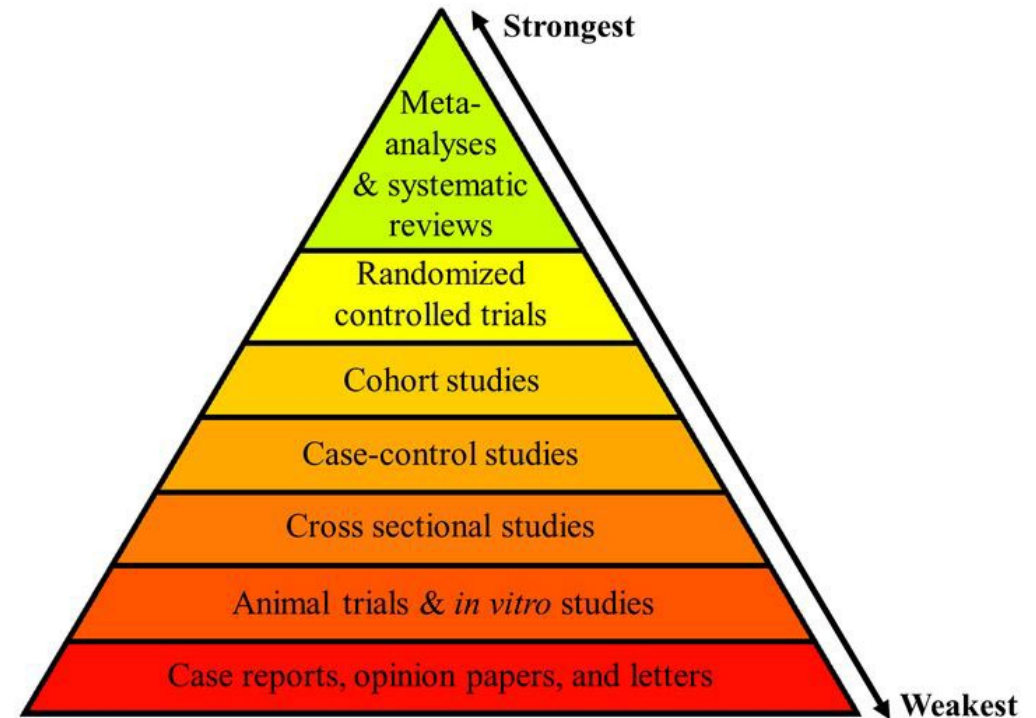 Strongest
Meta-
analyses
& systematic
reviews
Randomized
controlled trials
Cohort studies
Case-control studies
Cross sectional studies
Animal trials & in vitro studies
Case reports, opinion papers, and letters
Weakest